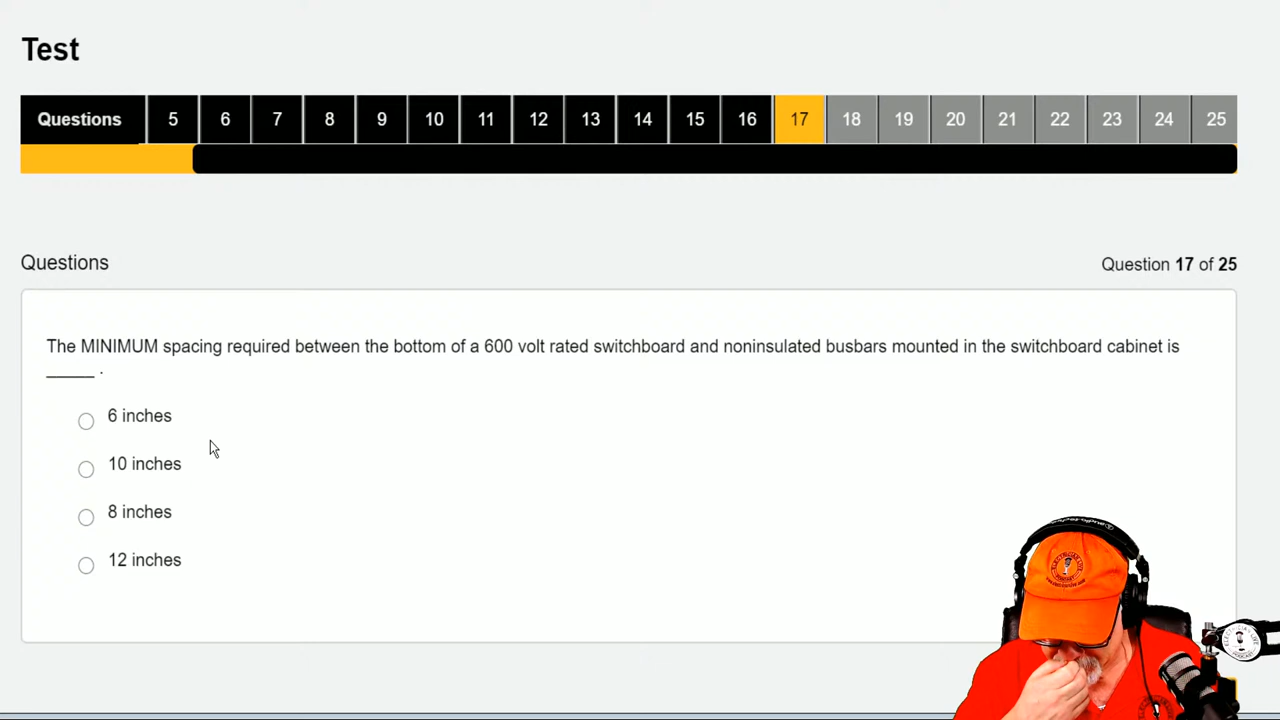 Test
Questions 5 6 7 8 9 10 11 12 13 14 15 16 17 18 19 20 21 22 23 24 25
Questions
Question 17 of 25
The MINIMUM spacing required between the bottom of a 600 volt rated switchboard and noninsulated busbars mounted in the switchboard cabinet is
_____ .
6 inches
10 inches
8 inches
12 inches